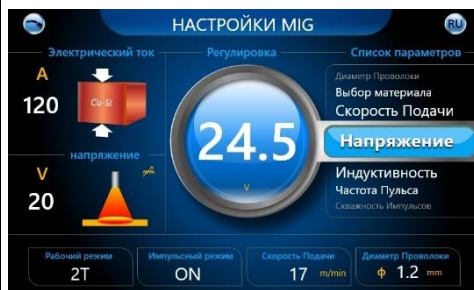 НАСТРОЙКИ MIG
RU
Электрический ток
Регулировка
Список параметров
A
120
Cu-Si
напряжение
V
20
24.5
V
Диаметр Проволоки
Выбор материала
Скорость Подачи
Напряжение
Индуктивность
Частота Пульса
Скважность Импульсов
Рабочий режим
2T
Импульсный режим
ON
Скорость Подачи
17 m/min
Диаметр Проволоки
ф 1.2 mm